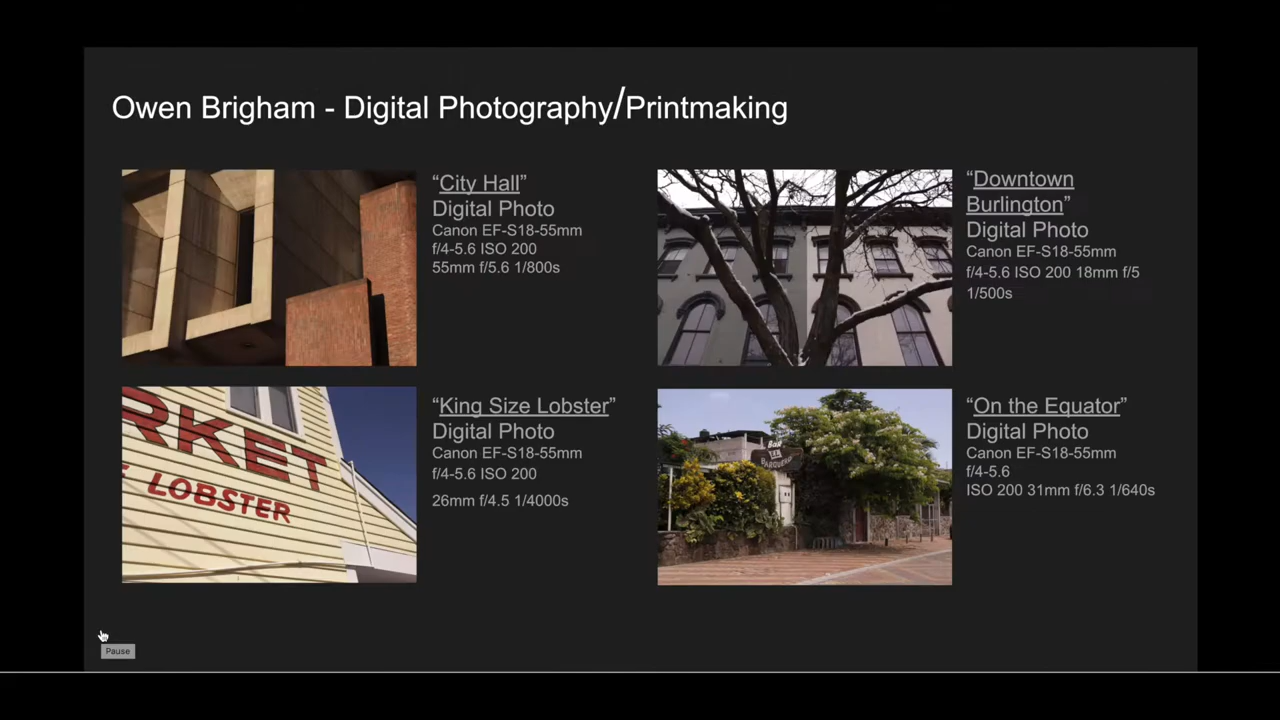 Owen Brigham - Digital Photography/Printmaking
“City Hall”
Digital Photo
Canon EF-S18-55mm
f/4-5.6 ISO 200
55mm f/5.6 1/800s
“Downtown
Burlington”
Digital Photo
Canon EF-S18-55mm
f/4-5.6 ISO 200 18mm f/5
1/500s
RKET
LOBSTER
“King Size Lobster”
Digital Photo
Canon EF-S18-55mm
f/4-5.6 ISO 200
26mm f/4.5 1/4000s
Bar
“On the Equator”
Digital Photo
Canon EF-S18-55mm
f/4-5.6
ISO 200 31mm f/6.3 1/640s
Pause